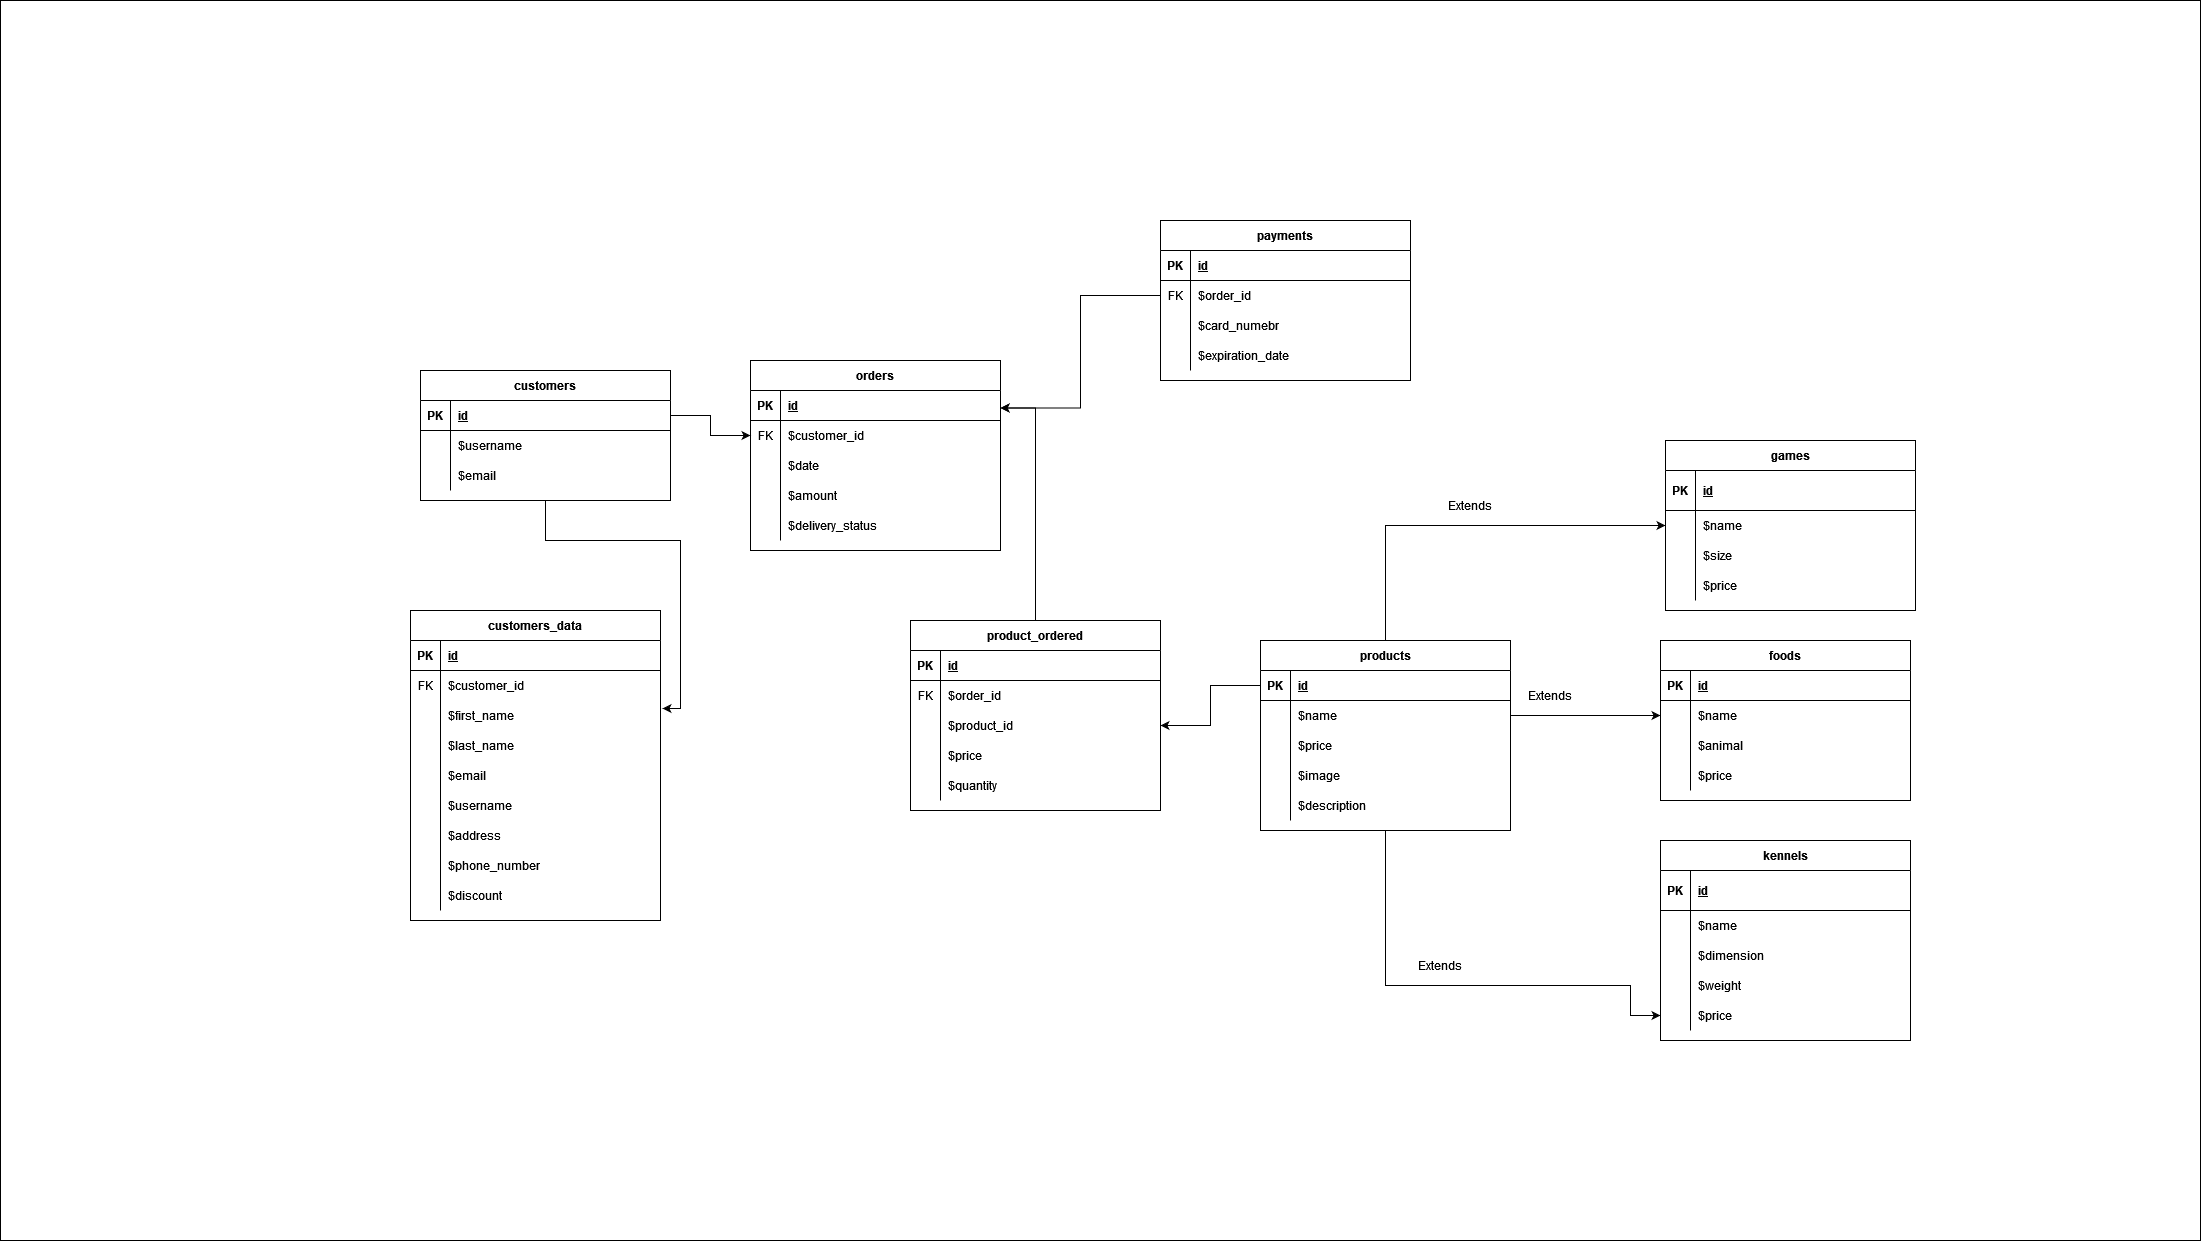 payments
PK id
FK $order_id
$card_numebr
$expiration_date
customers
PK id
$username
$email
orders
PK id
FK $customer_id
$date
$amount
$delivery_status
customers_data
PK id
FK $customer_id
$first_name
$last_name
$email
$username
$address
$phone_number
$discount
product_ordered
PK id
FK $order_id
$product_id
$price
$quantity
products
PK id
$name
$price
$image
$description
Extends
Extends
Extends
games
PK id
$name
$size
$price
foods
PK id
$name
$animal
$price
kennels
PK id
$name
$dimension
$weight
$price